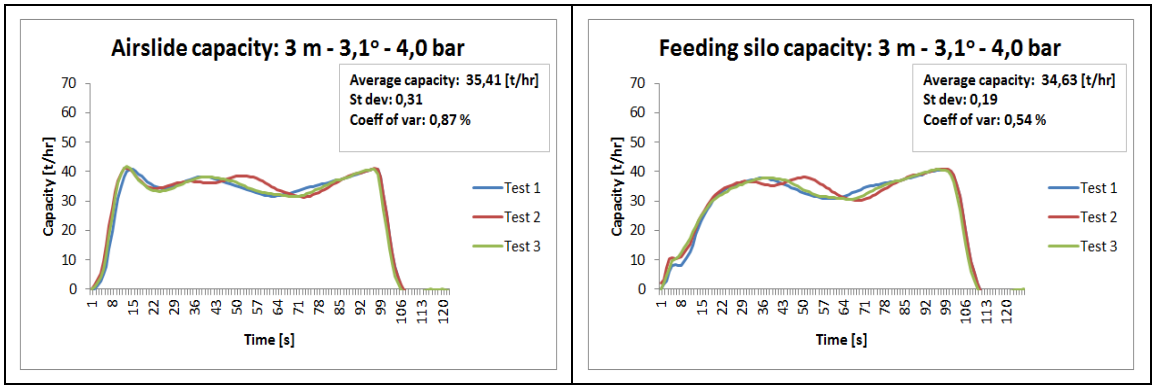 Airslide capacity: 3 m - 3,1° - 4,0 bar
Average capacity: 35,41 [t/hr]
St dev: 0,31
Coeff of var: 0,87 %
70
60
50
40
30
20
10
0
Capacity [t/hr]
1 8 15 22 29 36 43 50 57 64 71 78 85 92 99 106 113 120
Time [s]
Test 1
Test 2
Test 3
Feeding silo capacity: 3 m - 3,1° - 4,0 bar
Average capacity: 34,63 [t/hr]
St dev: 0,19
Coeff of var: 0,54 %
70
60
50
40
30
20
10
0
Capacity [t/hr]
1 8 15 22 29 36 43 50 57 64 71 78 85 92 99 106 113 120
Time [s]
Test 1
Test 2
Test 3